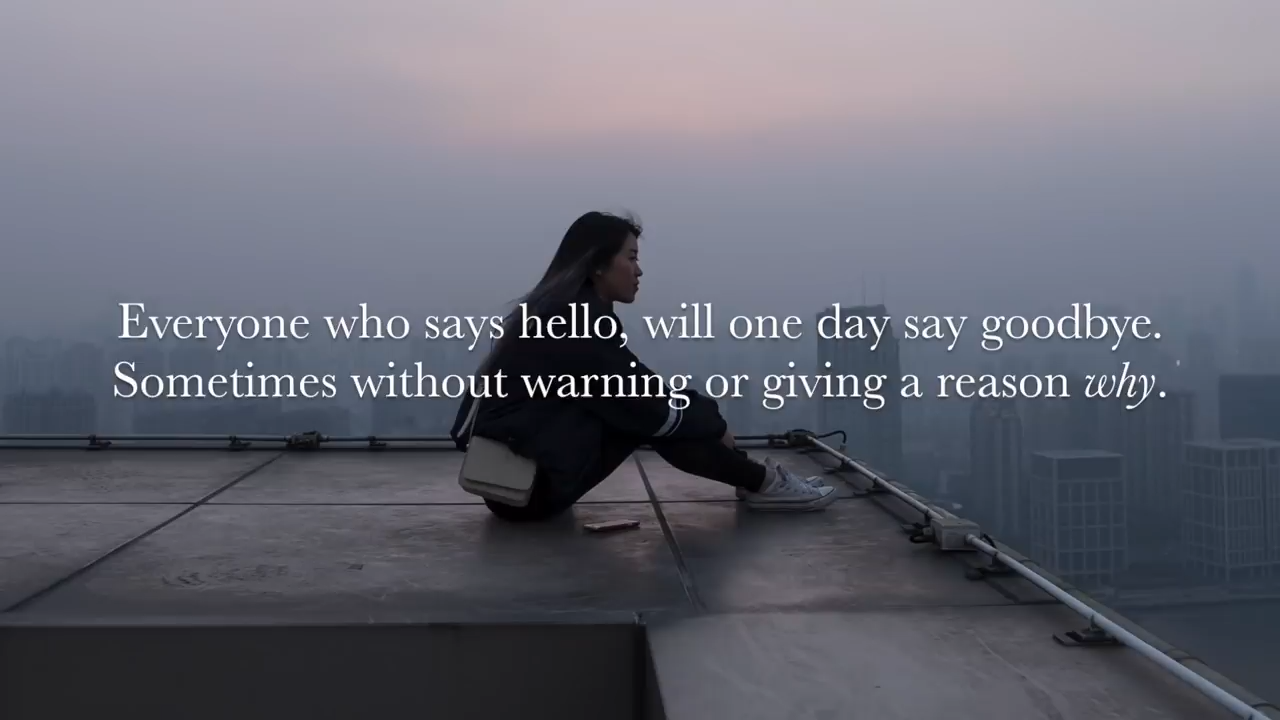 Everyone who says hello, will one day say goodbye.
Sometimes without warning or giving a reason why.